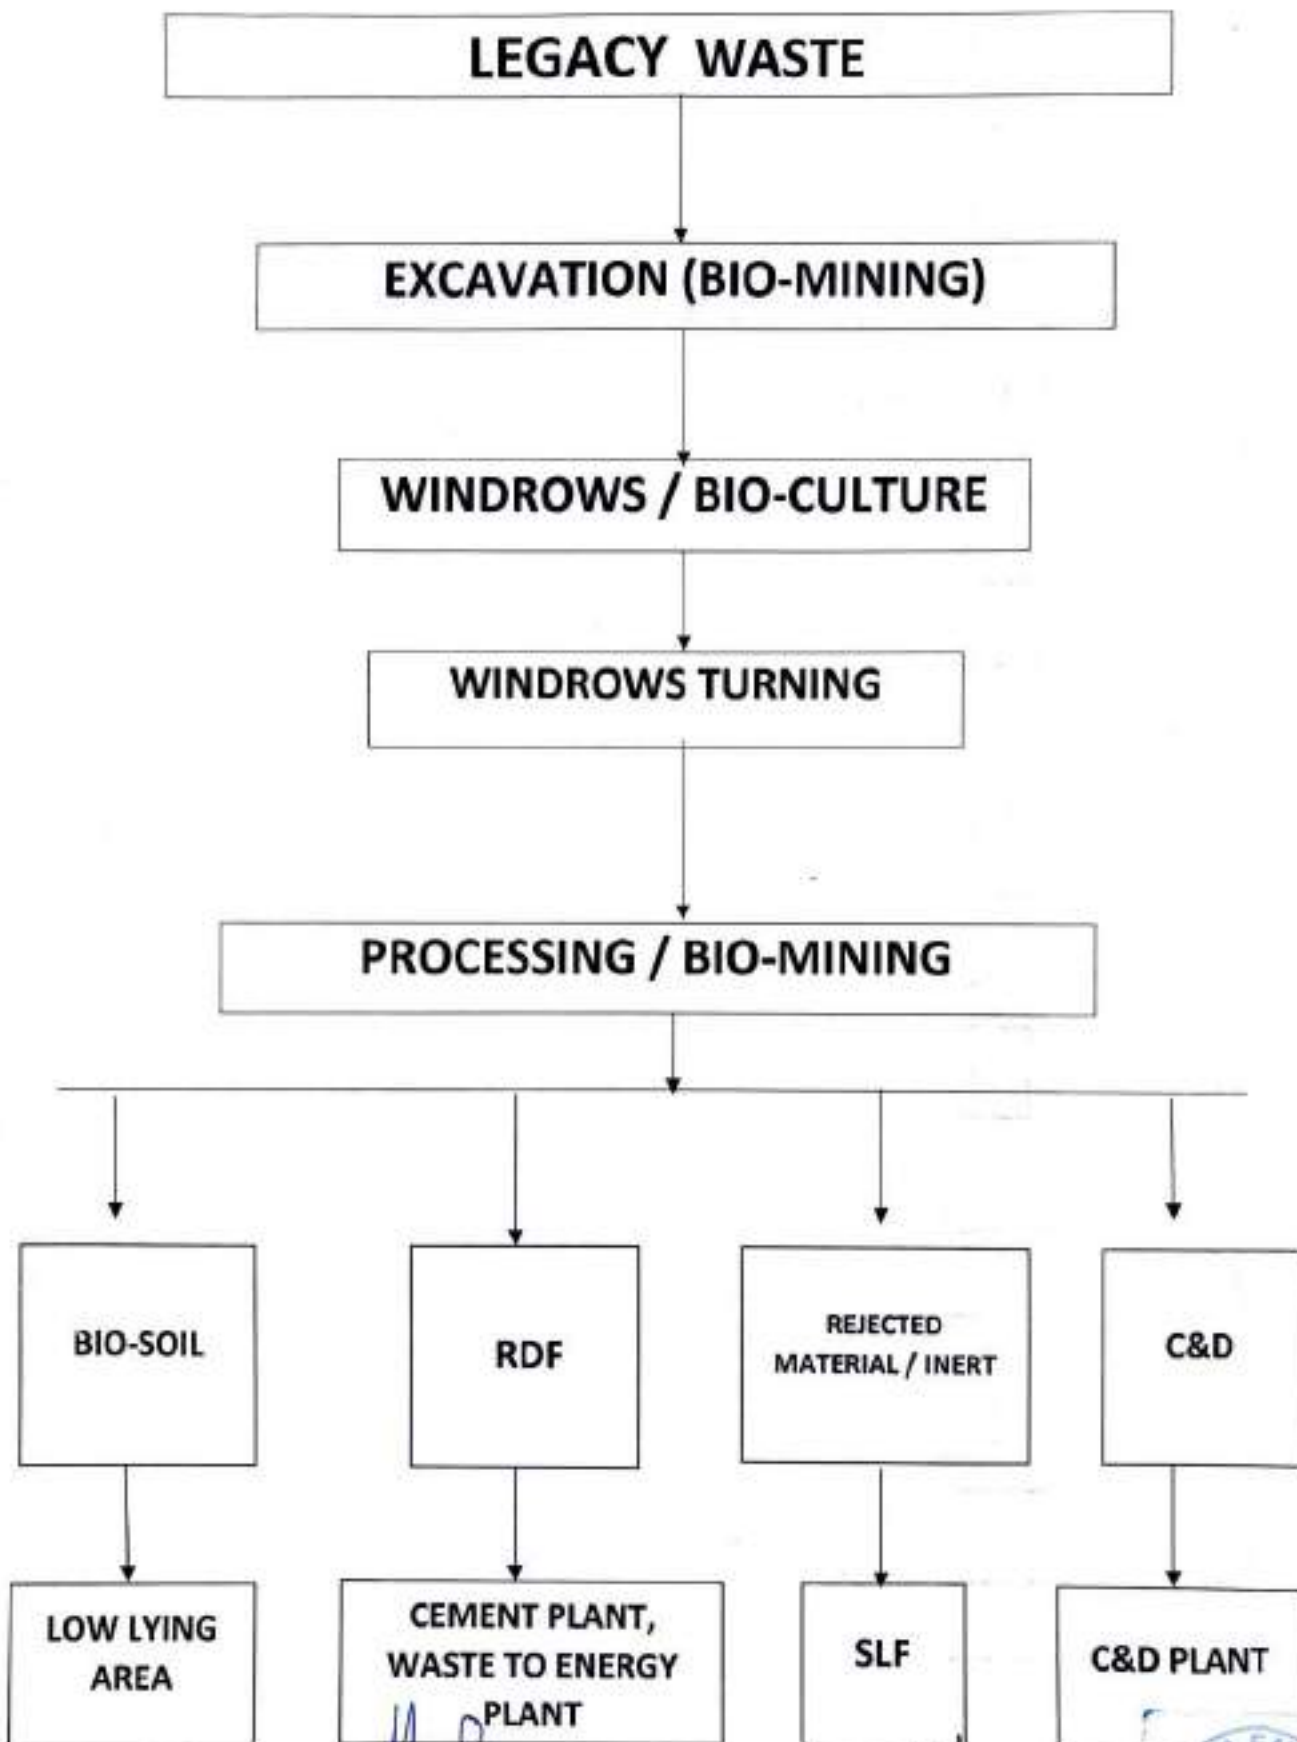 LEGACY WASTE
EXCAVATION (BIO-MINING)
WINDROWS / BIO-CULTURE
WINDROWS TURNING
PROCESSING / BIO-MINING
BIO-SOIL
RDF
REJECTED
MATERIAL / INERT
C&D
LOW LYING
AREA
CEMENT PLANT,
WASTE TO ENERGY
PLANT
SLF
C&D PLANT